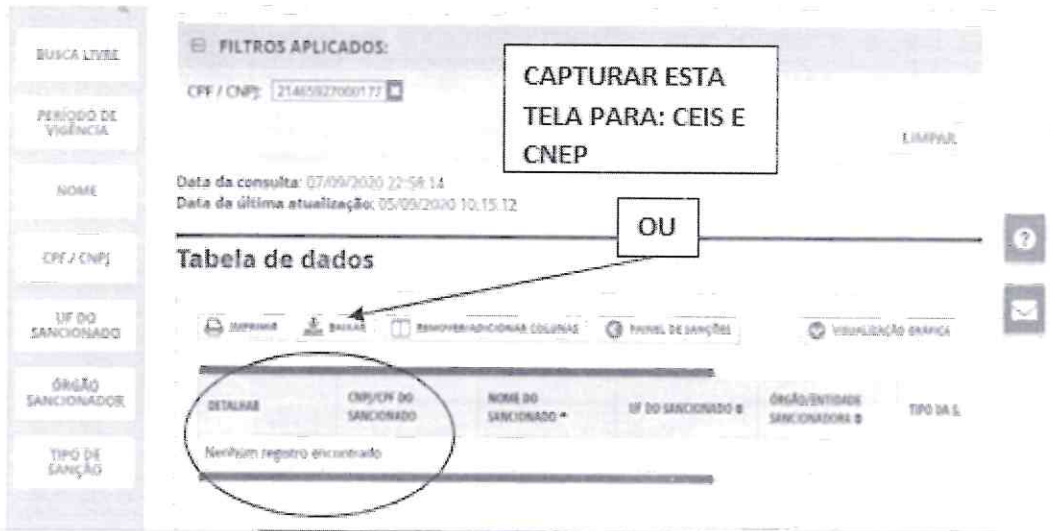 BUSCA LIVRE
PERÍODO DE
VIGÊNCIA
NOME
CPF / CNPJ
UF DO
SANCIONADO
ÓRGÃO
SANCIONADOR
TIPO DE
SANÇÃO
FILTROS APLICADOS:
CPF / CNPJ: 21465927000177
CAPTURAR ESTA
TELA PARA: CEIS E
CNEP
LIMPAR
Data da consulta: 07/09/2020 22:58:14
Data da última atualização: 05/09/2020 10:15:12
OU
Tabela de dados
IMPRIMIR BAIXAR REMOVER/ADICIONAR COLUNAS PAINEL DE SANÇÕES VISUALIZAÇÃO GRÁFICA
DETALHAR CNPJ/CPF DO SANCIONADO NOME DO SANCIONADO UF DO SANCIONADO ÓRGÃO/ENTIDADE SANCIONADORA TIPO DA S
Nenhum registro encontrado